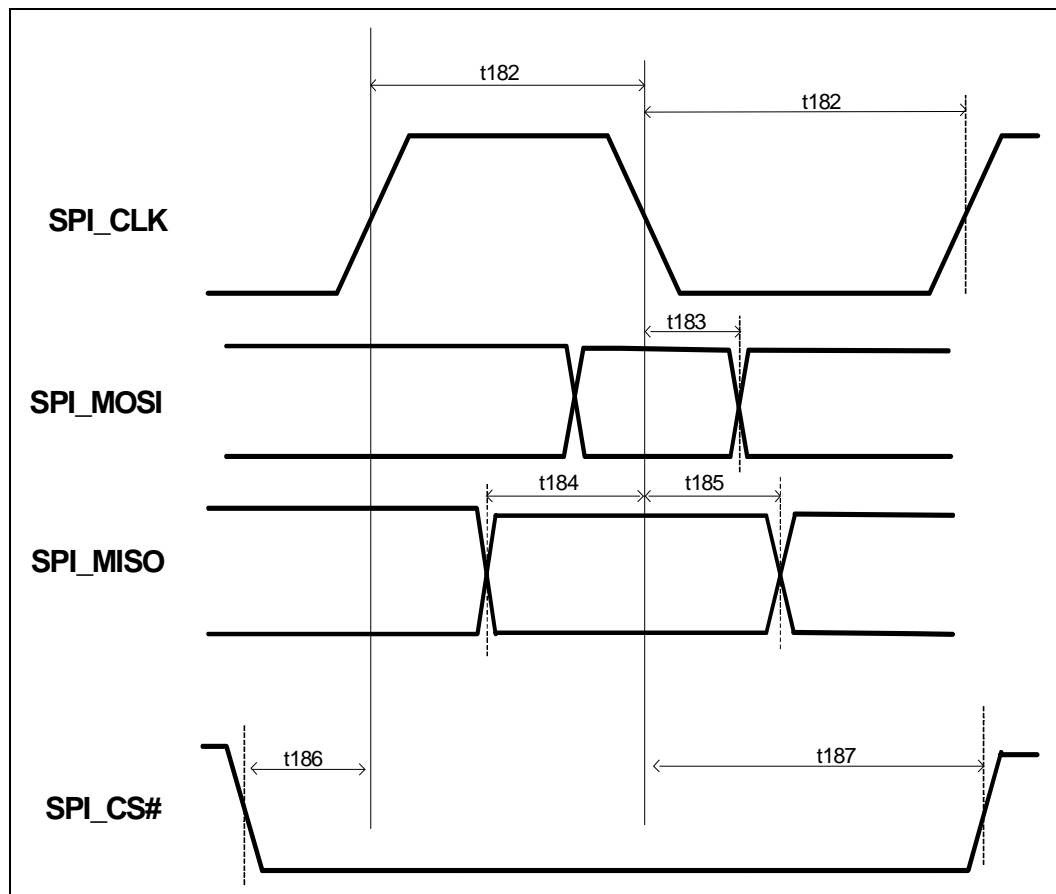 t182
t182
SPI_CLK
t183
SPI_MOSI
t184
t185
SPI_MISO
t186
t187
SPI_CS#